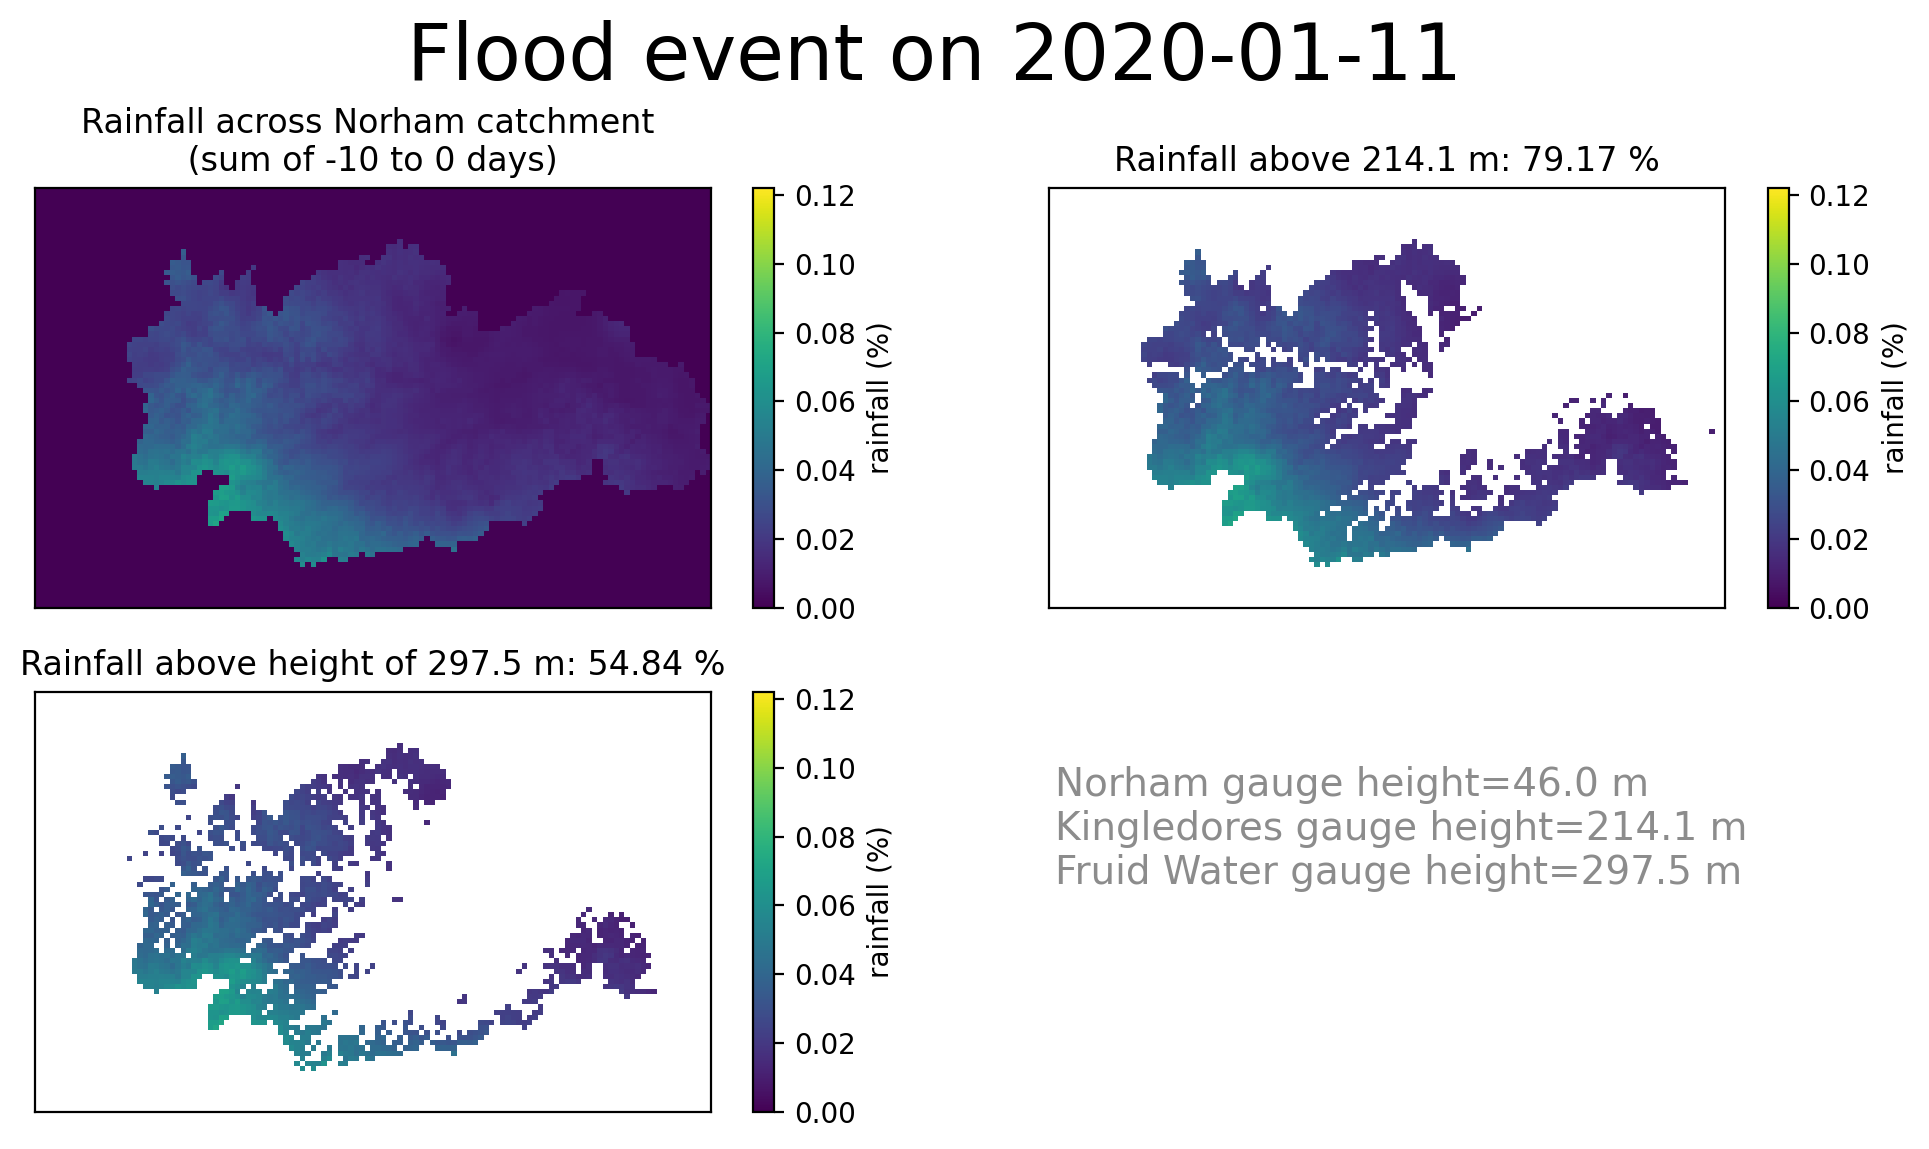 Flood event on 2020-01-11
Rainfall across Norham catchment
(sum of -10 to 0 days)
0.12
0.10
0.08
0.06
0.04
0.02
0.00
rainfall (%)
Rainfall above 214.1 m: 79.17 %
0.12
0.10
0.08
0.06
0.04
0.02
0.00
rainfall (%)
Rainfall above height of 297.5 m: 54.84 %
0.12
0.10
0.08
0.06
0.04
0.02
0.00
rainfall (%)
Norham gauge height=46.0 m
Kingledores gauge height=214.1 m
Fruid Water gauge height=297.5 m